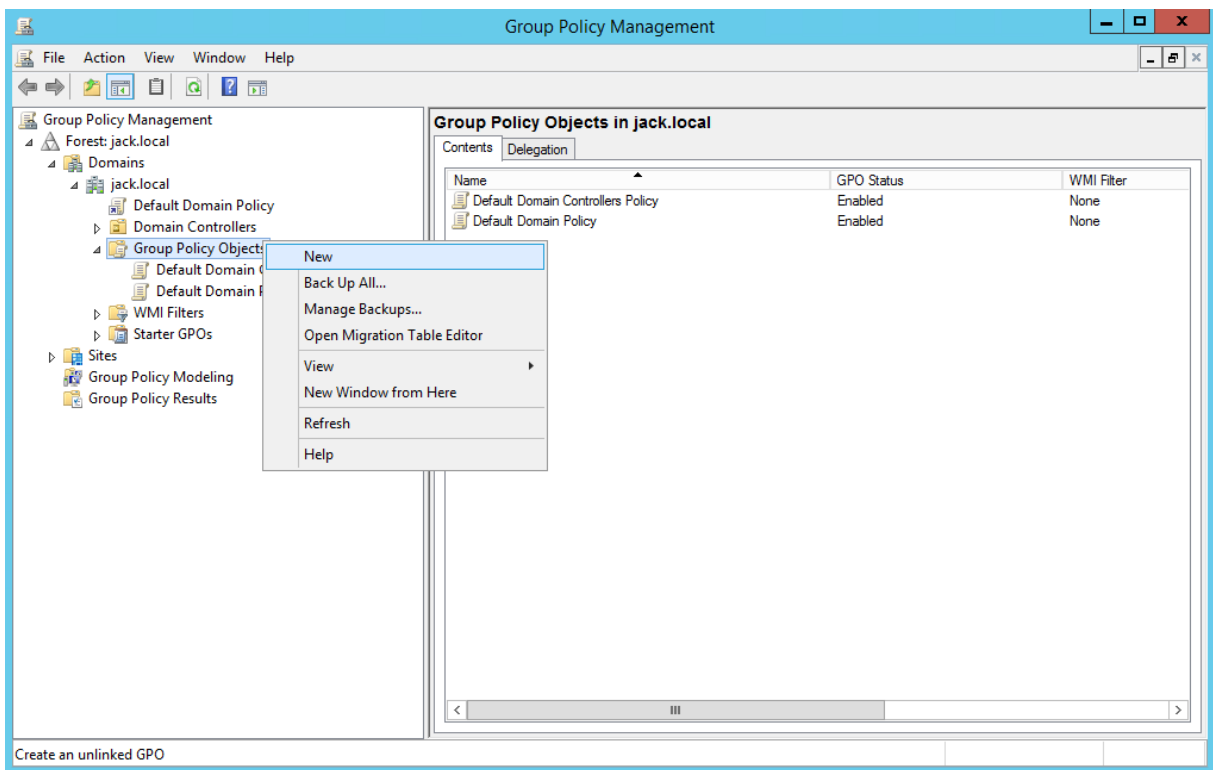 Group Policy Management
File Action View Window Help
Group Policy Management
Forest: jack.local
Domains
jack.local
Default Domain Policy
Domain Controllers
Group Policy Objects
Default Domain
Default Domain
WMI Filters
Starter GPOs
Sites
Group Policy Modeling
Group Policy Results
New
Back Up All...
Manage Backups...
Open Migration Table Editor
View
New Window from Here
Refresh
Help
Group Policy Objects in jack.local
Contents Delegation
Name GPO Status WMI Filter
Default Domain Controllers Policy Enabled None
Default Domain Policy Enabled None
Create an unlinked GPO